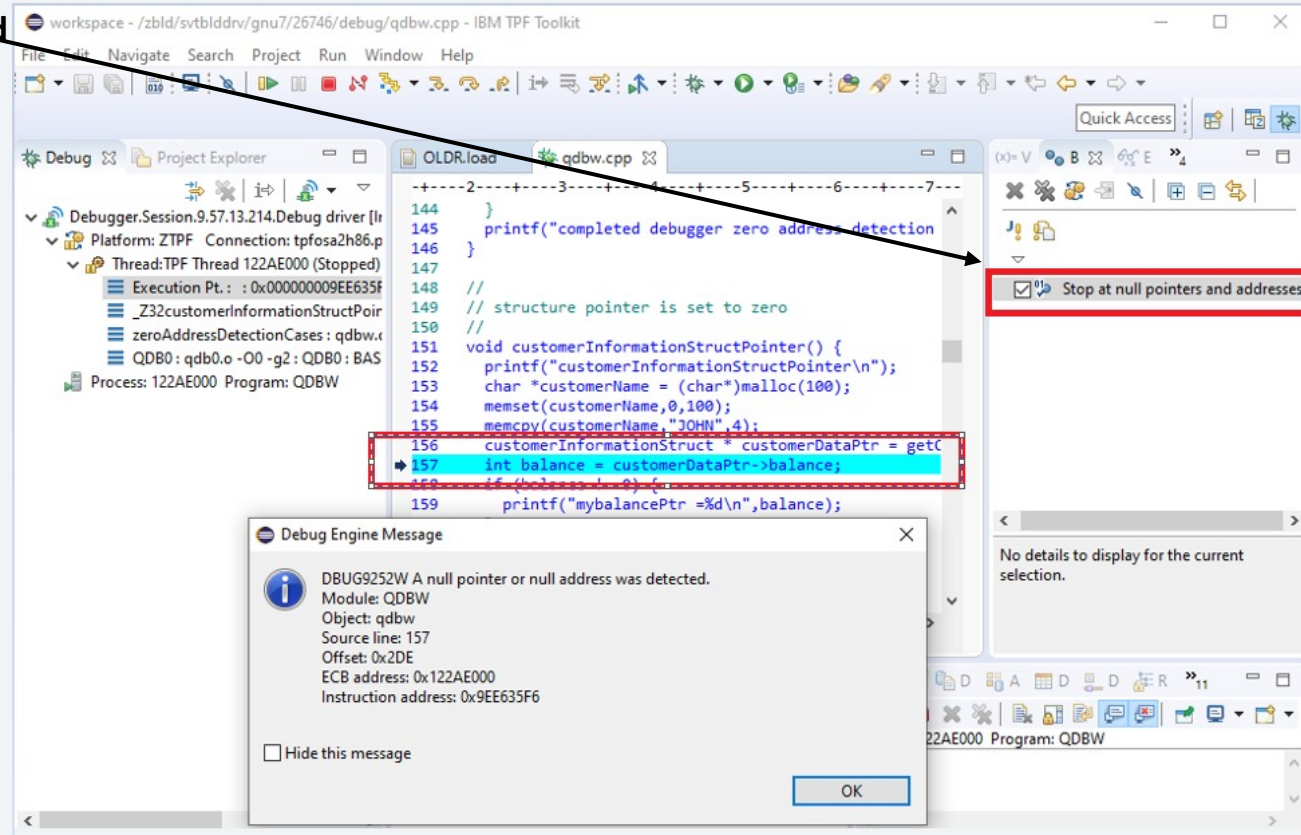 d
workspace - /zbld/svtblddrv/gnu7/26746/debug/qdbw.cpp - IBM TPF Toolkit
File Edit Navigate Search Project Run Window Help
Quick Access
Debug Project Explorer
OLDR.load qdbw.cpp
(x)= V B E »4
-+----2----+----3----+----4----+----5----+----6----+----7---
Debugger.Session.9.57.13.214.Debug driver [Ir
Platform: ZTPF Connection: tpfosa2h86.p
Thread:TPF Thread 122AE000 (Stopped)
Execution Pt. : : 0x000000009EE635F
_Z32customerInformationStructPoir
zeroAddressDetectionCases : qdbw.c
QDB0 : qdb0.o -O0 -g2 : QDB0 : BAS
Process: 122AE000 Program: QDBW
144 }
145 printf("completed debugger zero address detection
146 }
147
148 //
149 // structure pointer is set to zero
150 //
151 void customerInformationStructPointer() {
152 printf("customerInformationStructPointer\n");
153 char *customerName = (char*)malloc(100);
154 memset(customerName,0,100);
155 memcpy(customerName,"JOHN",4);
156 customerInformationStruct * customerDataPtr = getC
157 int balance = customerDataPtr->balance;
158 if (balance != 0) {
159 printf("mybalancePtr =%d\n",balance);
Stop at null pointers and addresses
No details to display for the current
selection.
Debug Engine Message
DBUG9252W A null pointer or null address was detected.
Module: QDBW
Object: qdbw
Source line: 157
Offset: 0x2DE
ECB address: 0x122AE000
Instruction address: 0x9EE635F6
Hide this message
OK
D A D D R »11
22AE000 Program: QDBW